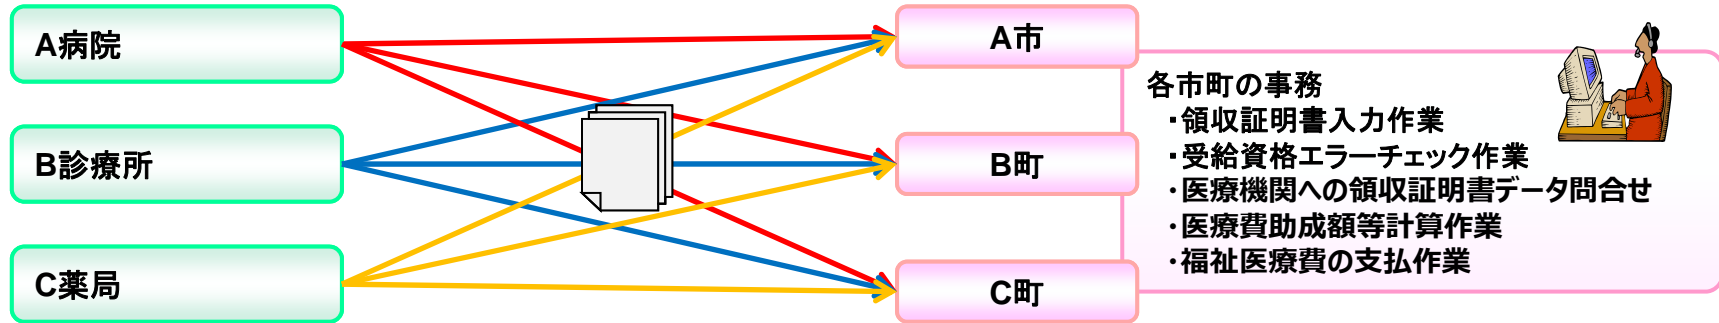 A病院
A市
B診療所
B町
C薬局
C町
各市町の事務
・領収証明書入力作業
・受給資格エラーチェック作業
・医療機関への領収証明書データ問合せ
・医療費助成額等計算作業
・福祉医療費の支払作業